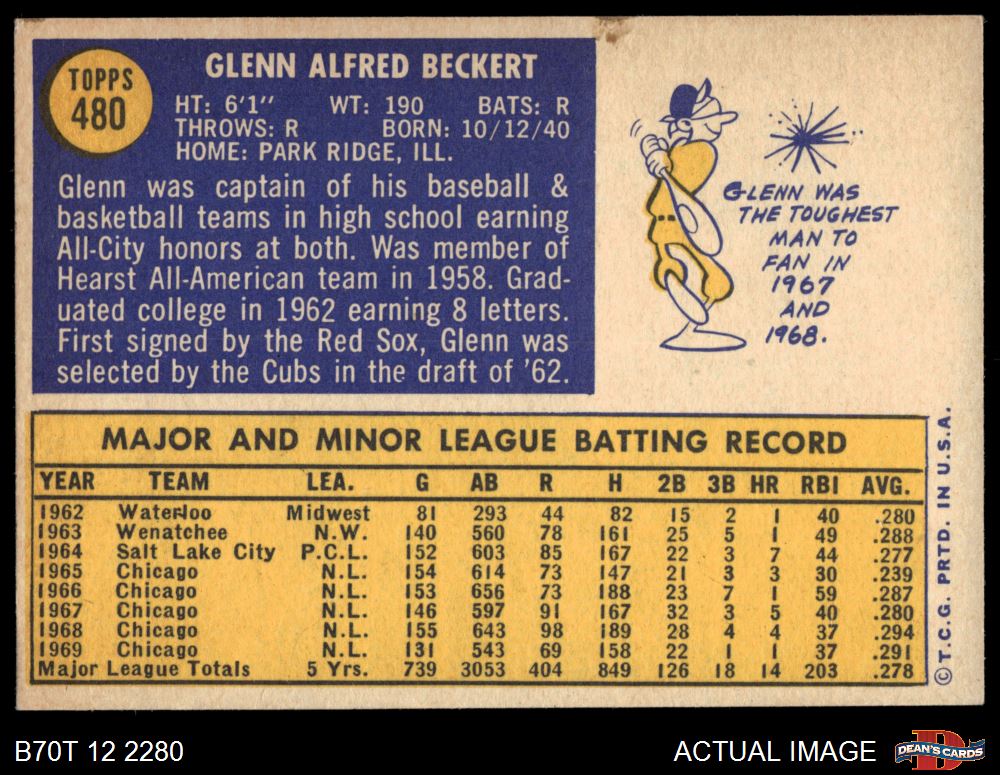 TOPPS
480
GLENN ALFRED BECKERT
HT: 6'1" WT: 190 BATS: R
THROWS: R BORN: 10/12/40
HOME: PARK RIDGE, ILL.
Glenn was captain of his baseball &
basketball teams in high school earning
All-City honors at both. Was member of
Hearst All-American team in 1958. Grad-
uated college in 1962 earning 8 letters.
First signed by the Red Sox, Glenn was
selected by the Cubs in the draft of '62.
GLENN WAS
THE TOUGHEST
MAN TO
FAN IN
1967
AND
1968.
MAJOR AND MINOR LEAGUE BATTING RECORD
YEAR TEAM LEA. G AB R H 2B 3B HR RBI AVG.
1962 Waterloo Midwest 81 293 44 82 15 2 1 40 .280
1963 Wenatchee N.W. 140 560 78 161 25 5 1 49 .288
1964 Salt Lake City P.C.L. 152 603 85 167 22 3 7 44 .277
1965 Chicago N.L. 154 614 73 147 21 3 3 30 .239
1966 Chicago N.L. 153 656 73 188 23 7 1 59 .287
1967 Chicago N.L. 146 597 91 167 32 3 5 40 .280
1968 Chicago N.L. 155 643 98 189 28 4 4 37 .294
1969 Chicago N.L. 131 543 69 158 22 1 1 37 .291
Major League Totals 5 Yrs. 739 3053 404 849 126 18 14 203 .278
© T.C.G. PRTD. IN U.S.A.
B70T 12 2280
ACTUAL IMAGE
D
DEAN'S CARDS